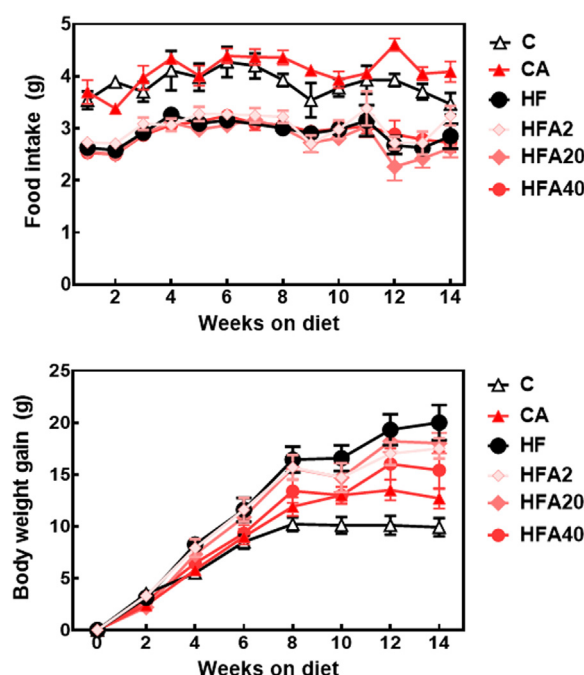 Food intake (g)
5
4
3
2
1
0
2 4 6 8 10 12 14
Weeks on diet
C
CA
HF
HFA2
HFA20
HFA40
Body weight gain (g)
25
20
15
10
5
0
0 2 4 6 8 10 12 14
Weeks on diet
C
CA
HF
HFA2
HFA20
HFA40